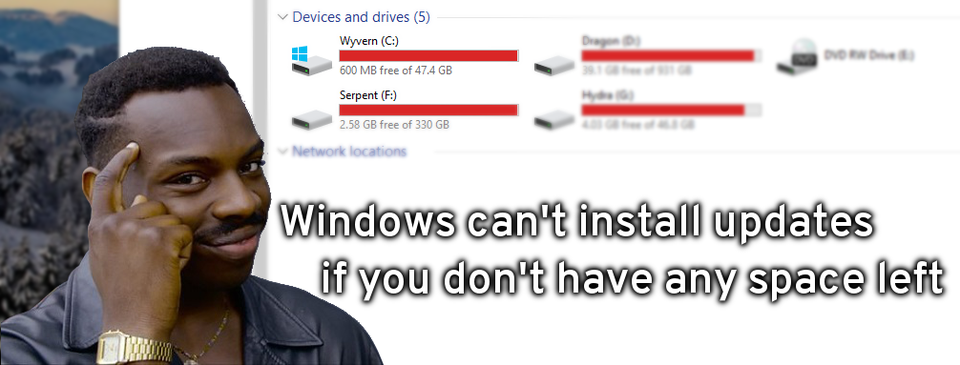 Devices and drives (5)
Wyvern (C:)
600 MB free of 47.4 GB
Dragon (D:)
39.1 GB free of 931 GB
DVD RW Drive (E:)
Serpent (F:)
2.58 GB free of 330 GB
Hydra (G:)
4.03 GB free of 46.8 GB
Network locations
Windows can't install updates
if you don't have any space left